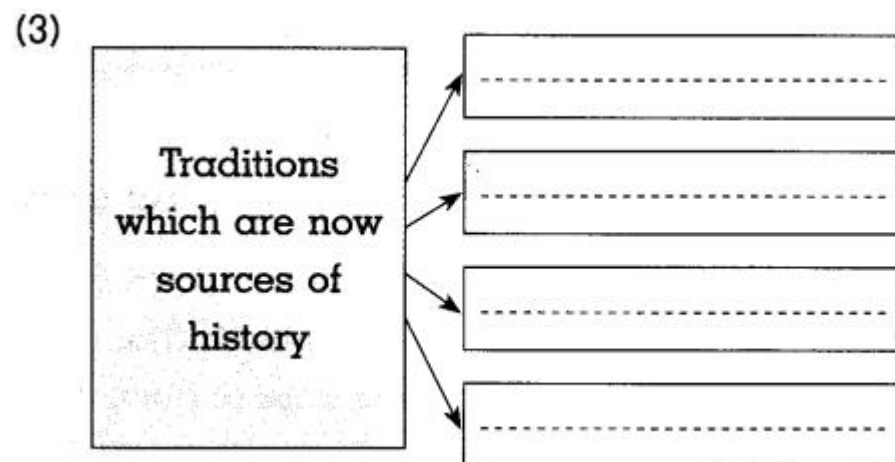 (3)
Traditions
which are now
sources of
history